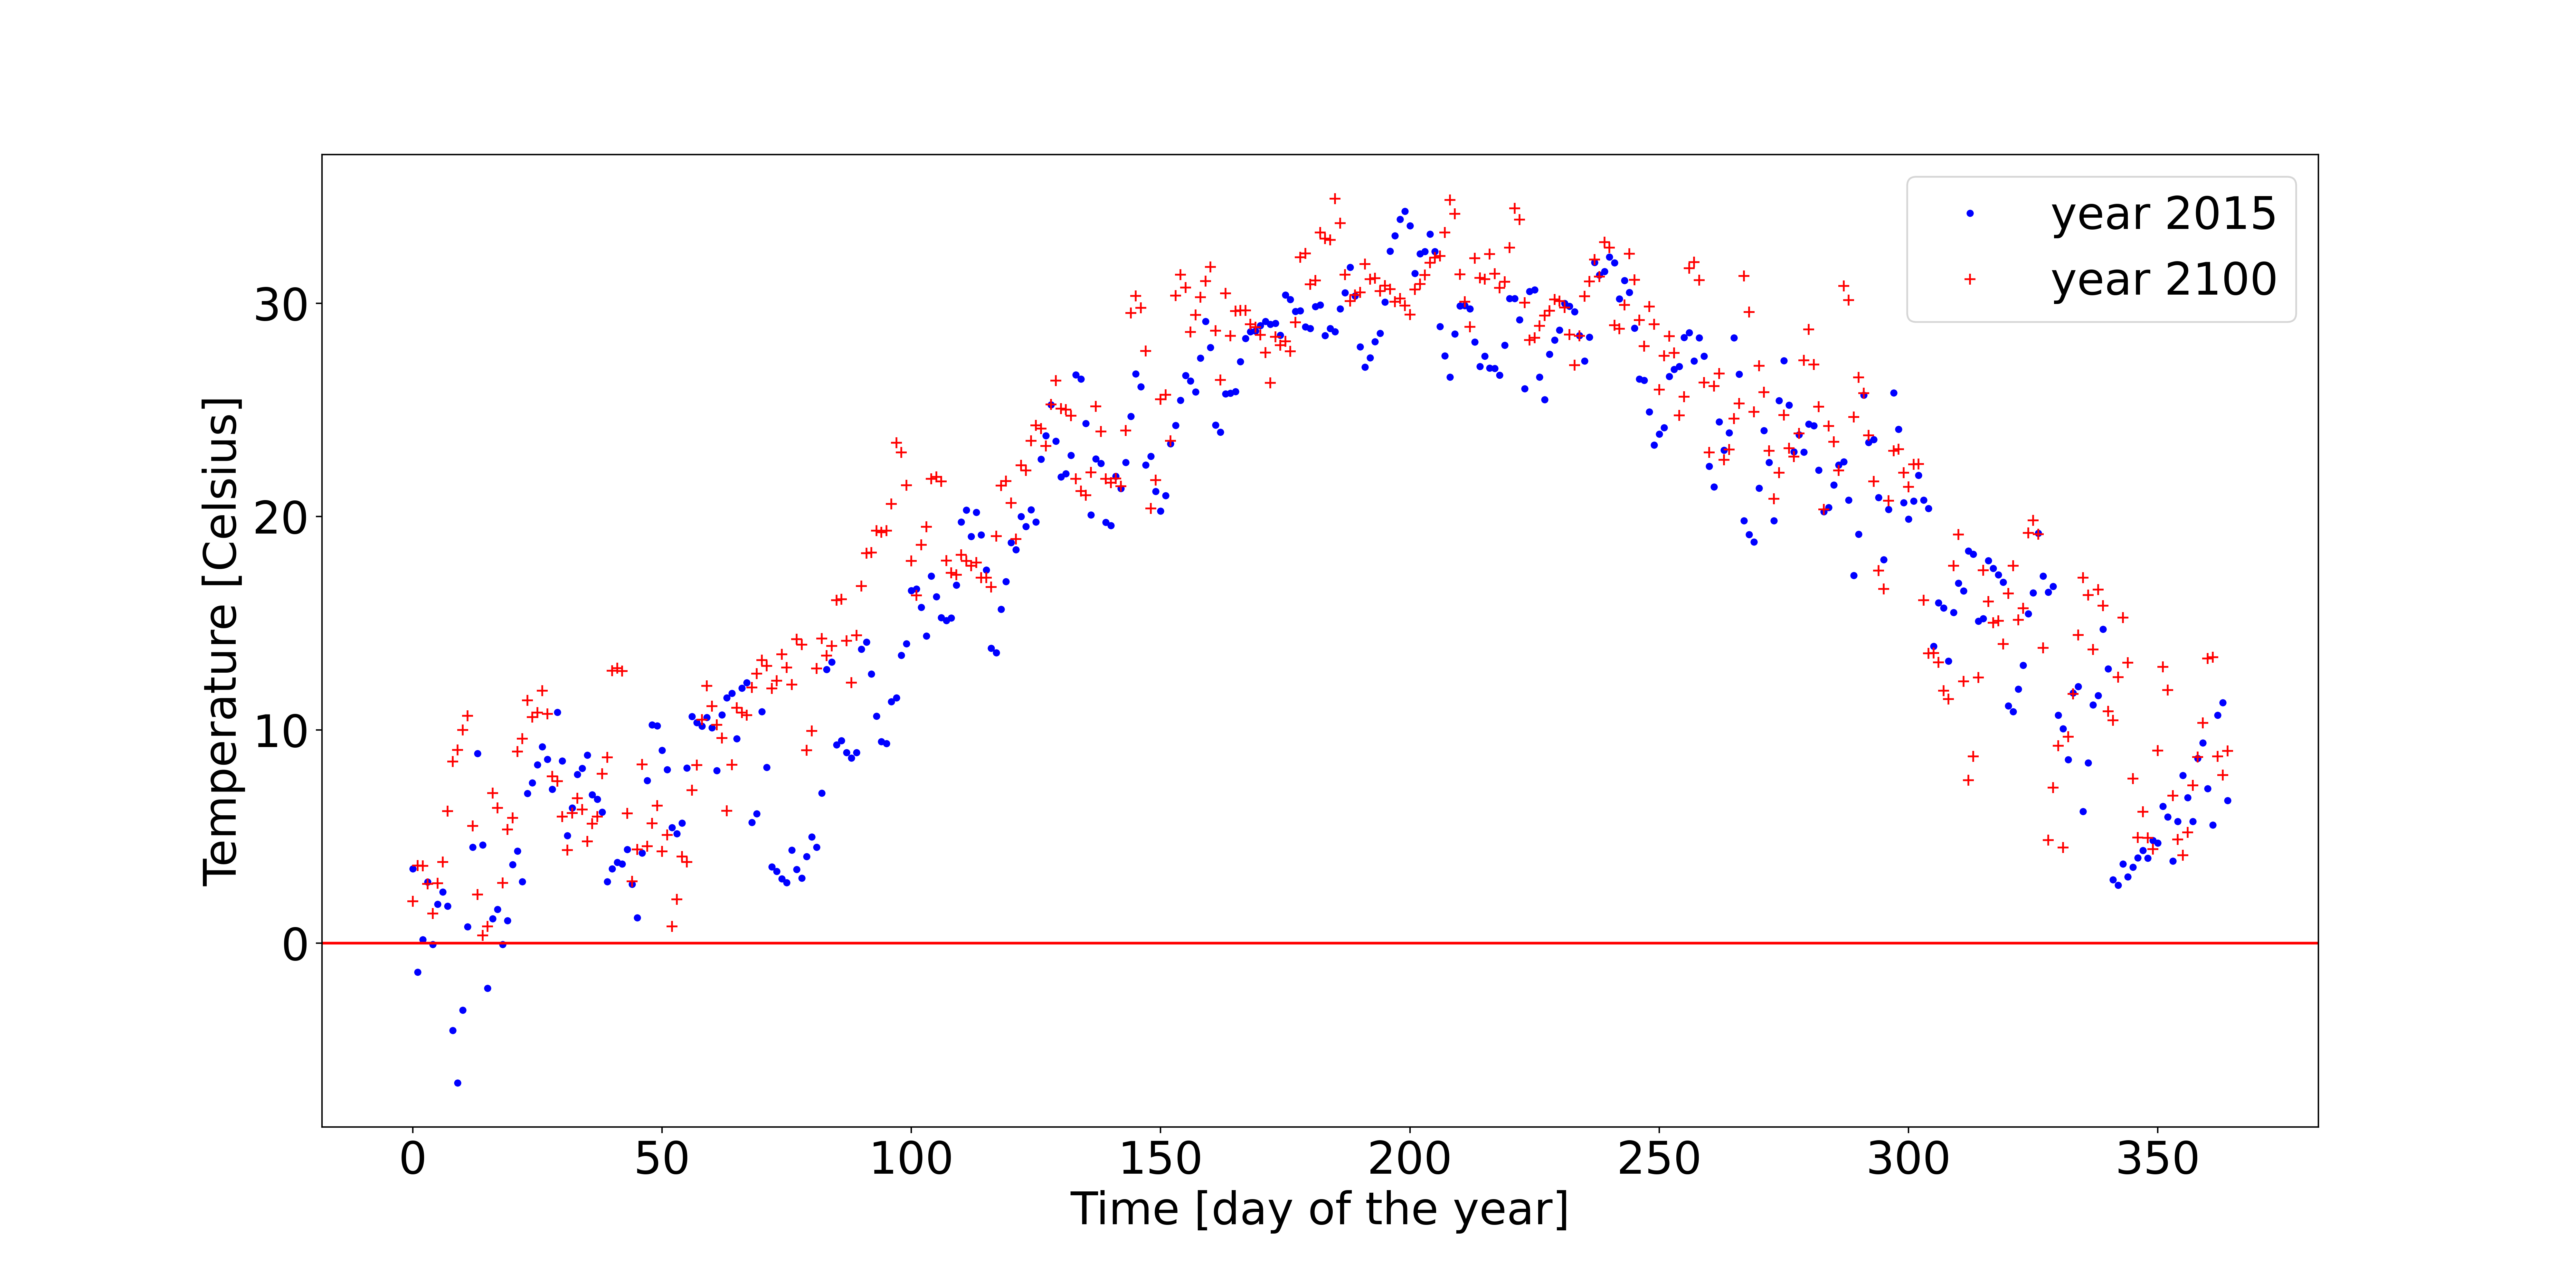 year 2015
year 2100
Temperature [Celsius]
30
20
10
0
0 50 100 150 200 250 300 350
Time [day of the year]